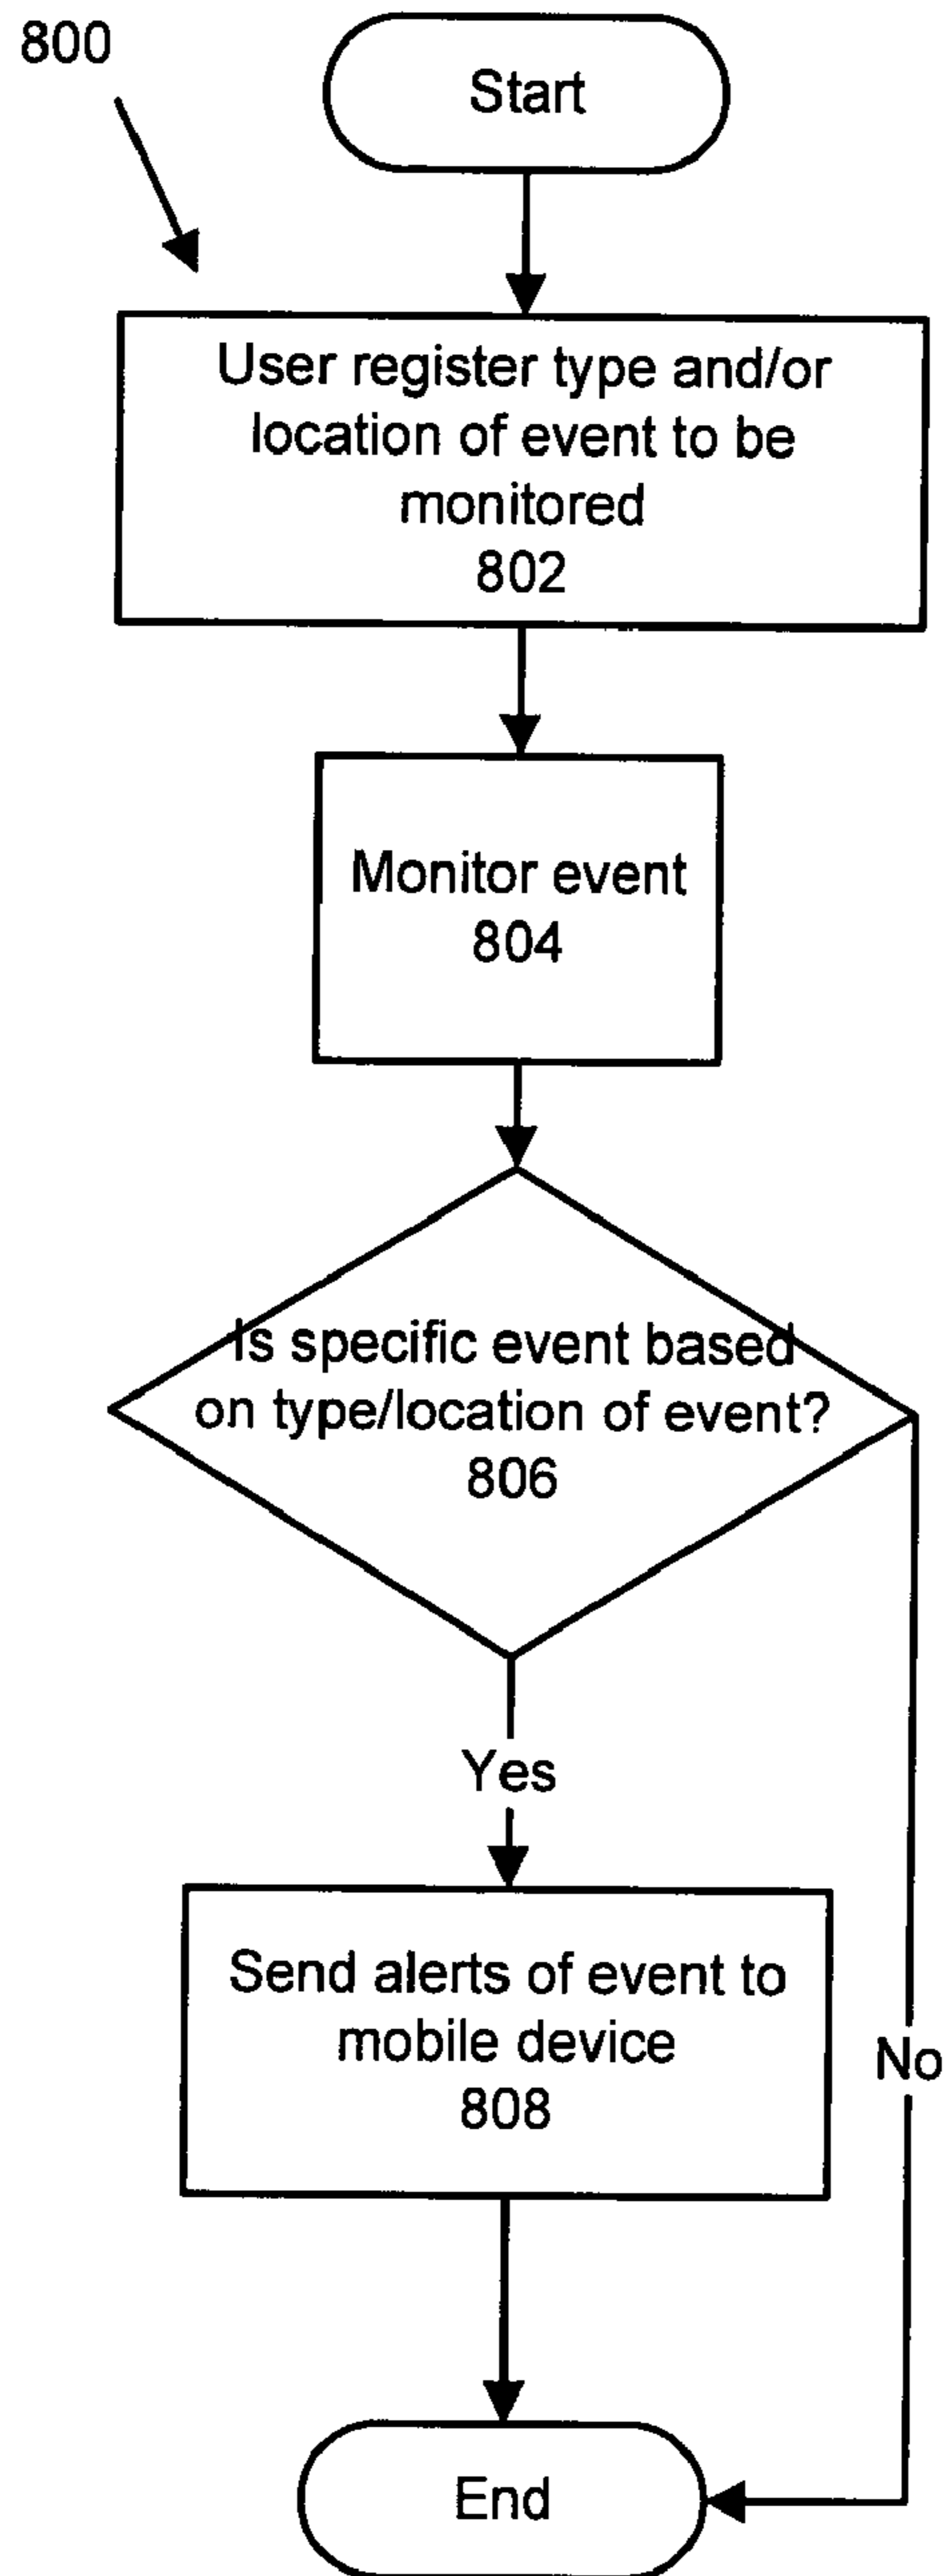 800
Start
User register type and/or
location of event to be
monitored
802
Monitor event
804
Is specific event based
on type/location of event?
806
Yes
Send alerts of event to
mobile device
808
No
End